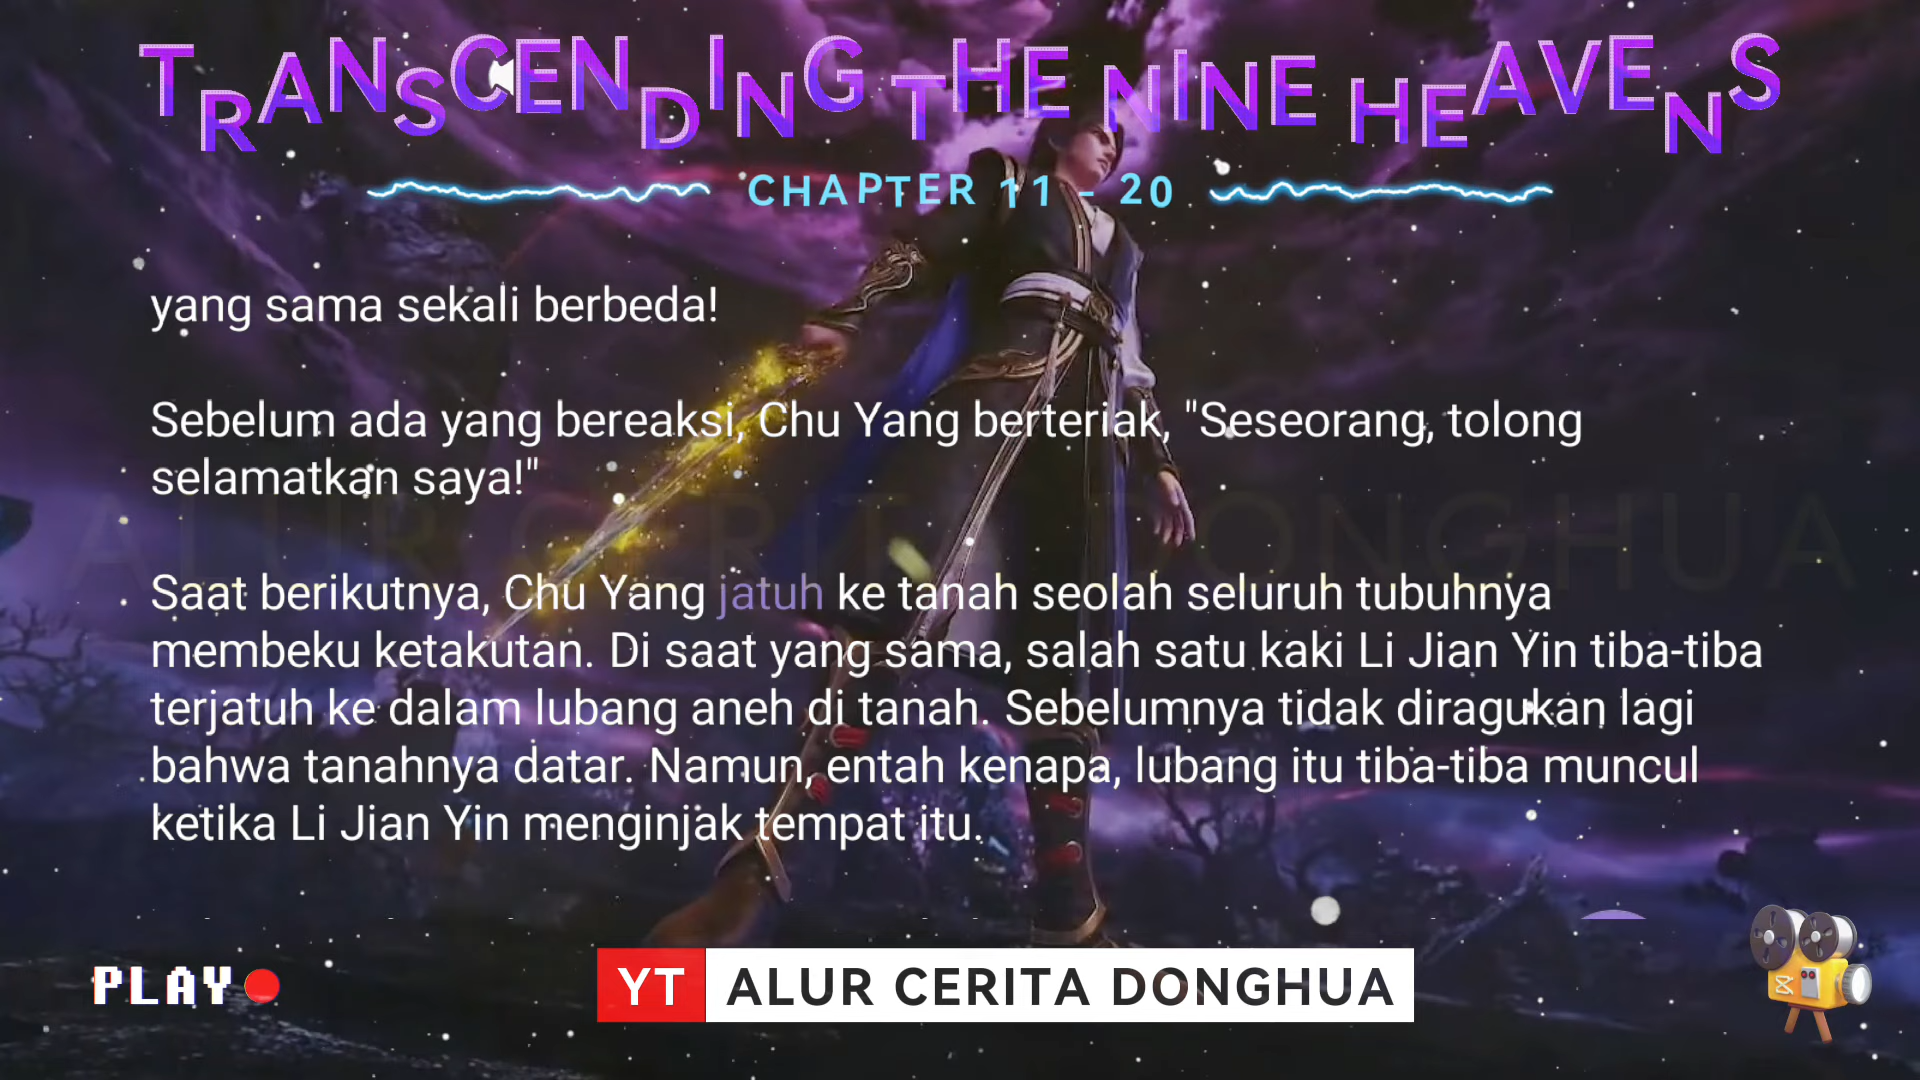 TRANSCENDING THE NINE HEAVENS
CHAPTER 11 - 20
yang sama sekali berbeda!
Sebelum ada yang bereaksi, Chu Yang berteriak, "Seseorang, tolong
selamatkan saya!"
ALUR CERITA DONGHUA
Saat berikutnya, Chu Yang jatuh ke tanah seolah seluruh tubuhnya
membeku ketakutan. Di saat yang sama, salah satu kaki Li Jian Yin tiba-tiba
terjatuh ke dalam lubang aneh di tanah. Sebelumnya tidak diragukan lagi
bahwa tanahnya datar. Namun, entah kenapa, lubang itu tiba-tiba muncul
ketika Li Jian Yin menginjak tempat itu.
PLAY
YT ALUR CERITA DONGHUA